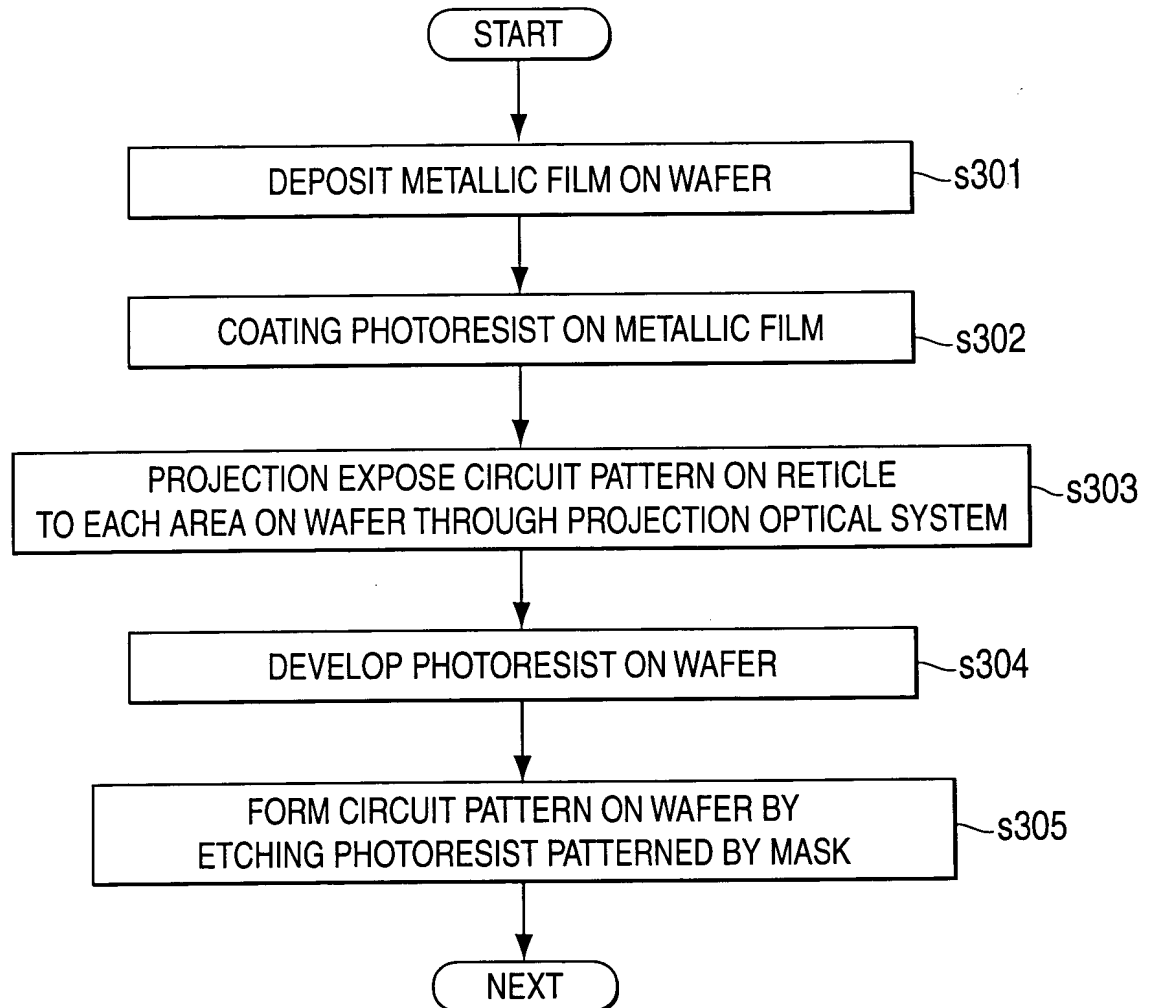 START
DEPOSIT METALLIC FILM ON WAFER
s301
COATING PHOTORESIST ON METALLIC FILM
s302
PROJECTION EXPOSE CIRCUIT PATTERN ON RETICLE
TO EACH AREA ON WAFER THROUGH PROJECTION OPTICAL SYSTEM
s303
DEVELOP PHOTORESIST ON WAFER
s304
FORM CIRCUIT PATTERN ON WAFER BY
ETCHING PHOTORESIST PATTERNED BY MASK
s305
NEXT